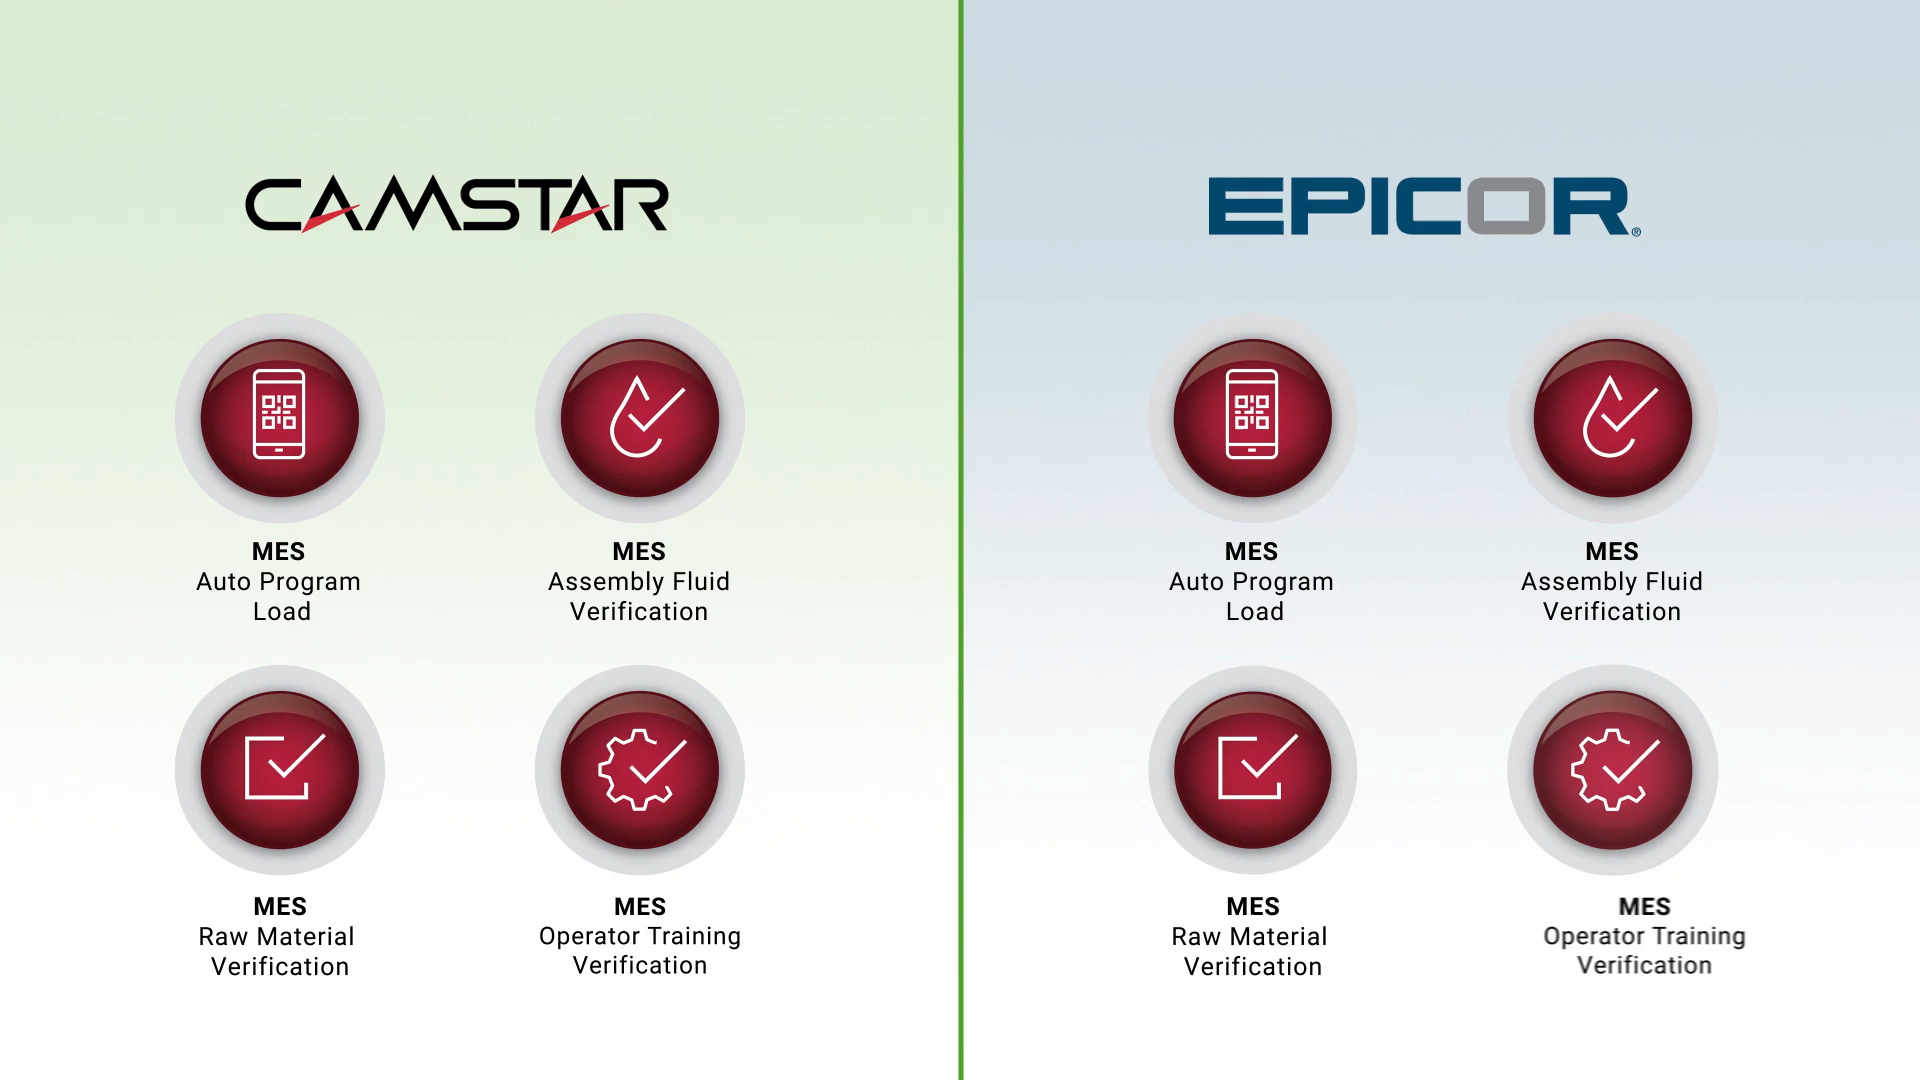 CAMSTAR
MES
Auto Program
Load
MES
Assembly Fluid
Verification
MES
Raw Material
Verification
MES
Operator Training
Verification
EPICOR®
MES
Auto Program
Load
MES
Assembly Fluid
Verification
MES
Raw Material
Verification
MES
Operator Training
Verification